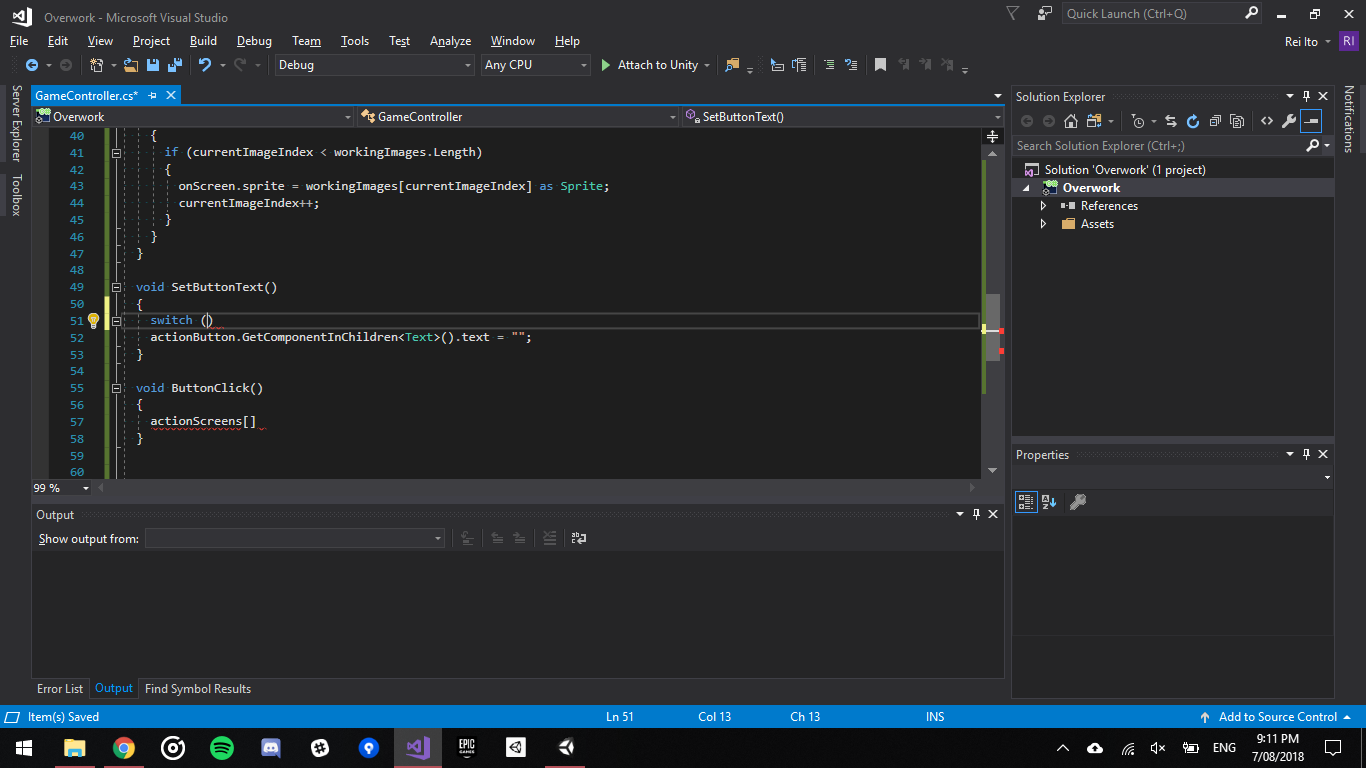 Overwork - Microsoft Visual Studio
Quick Launch (Ctrl+Q)
File Edit View Project Build Debug Team Tools Test Analyze Window Help
Rei Ito RI
Debug Any CPU Attach to Unity
Server Explorer
Toolbox
GameController.cs*
Overwork GameController SetButtonText()
40 {
41 if (currentImageIndex < workingImages.Length)
42 {
43 onScreen.sprite = workingImages[currentImageIndex] as Sprite;
44 currentImageIndex++;
45 }
46 }
47 }
48
49 void SetButtonText()
50 {
51 switch ()
52 actionButton.GetComponentInChildren<Text>().text = "";
53 }
54
55 void ButtonClick()
56 {
57 actionScreens[]
58 }
59
60
99 %
Output
Show output from:
Error List Output Find Symbol Results
Solution Explorer
Search Solution Explorer (Ctrl+;)
Solution 'Overwork' (1 project)
Overwork
References
Assets
Properties
Notifications
Item(s) Saved Ln 51 Col 13 Ch 13 INS Add to Source Control
EPIC
GAMES
ENG
9:11 PM
7/08/2018